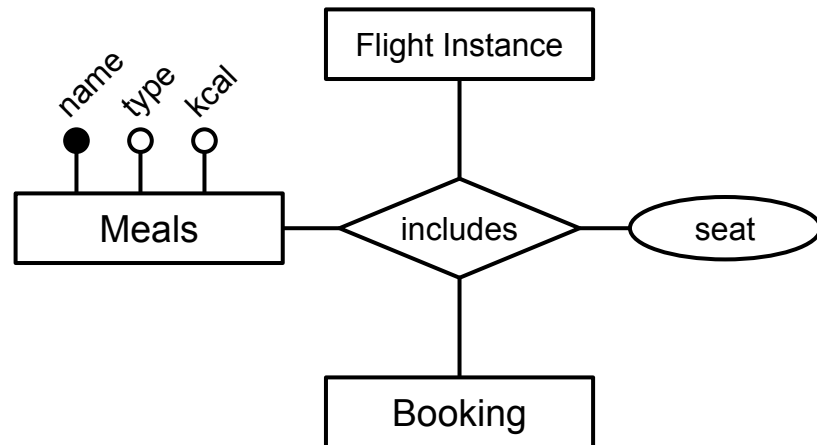 Flight Instance
name
type
kcal
Meals
includes
seat
Booking